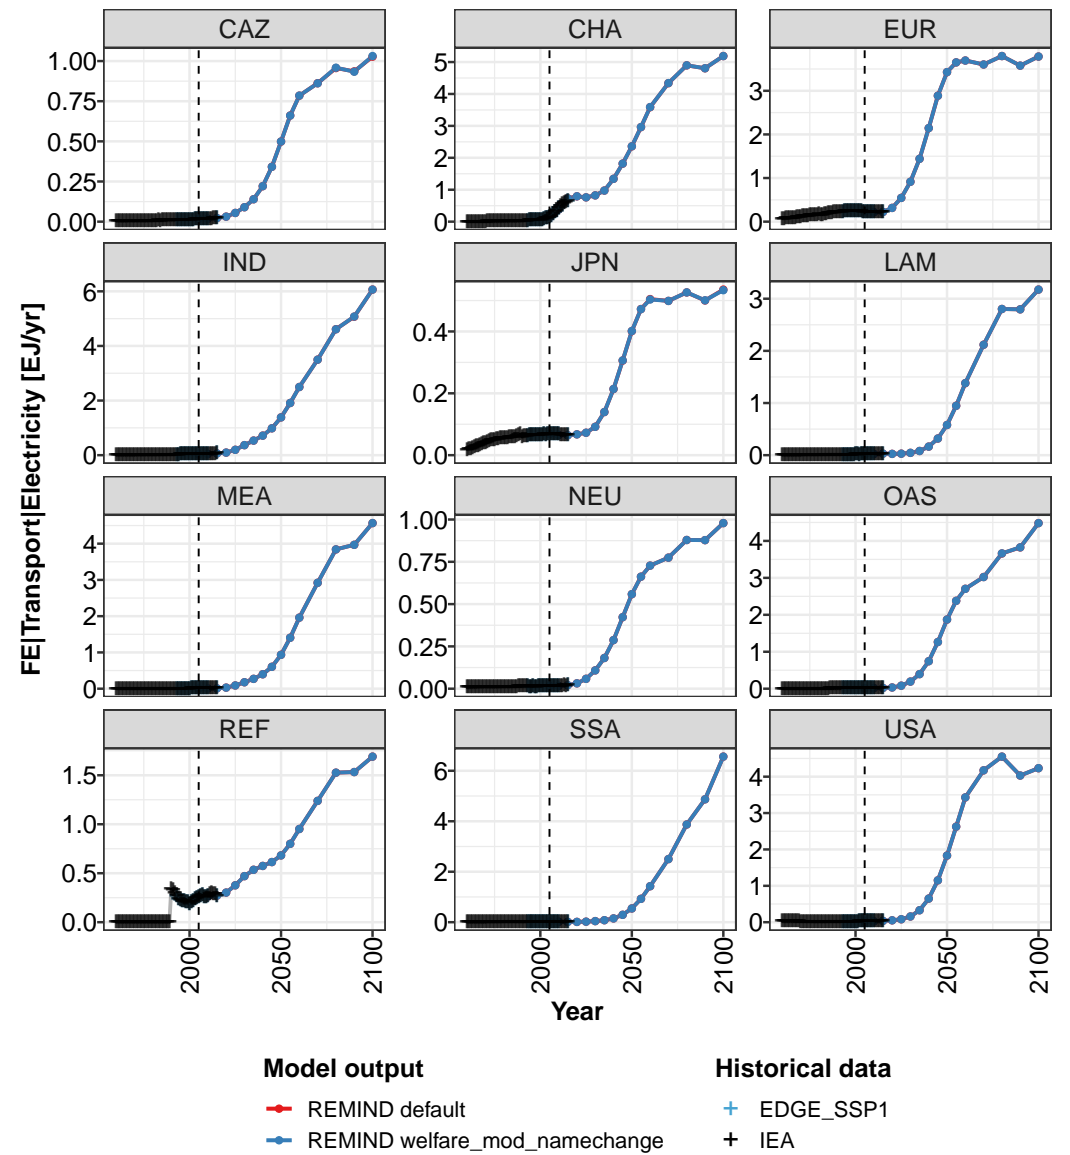 CAZ CHA EUR
1.00 0.75 0.50 0.25 0.00
5 4 3 2 1 0
3 2 1 0
IND JPN LAM
6 4 2 0
0.4 0.2 0.0
3 2 1 0
FE|Transport|Electricity [EJ/yr]
MEA NEU OAS
4 3 2 1 0
1.00 0.75 0.50 0.25 0.00
4 3 2 1 0
REF SSA USA
1.5 1.0 0.5 0.0
6 4 2 0
4 3 2 1 0
2000 2050 2100 2000 2050 2100 2000 2050 2100
Year
Model output
REMIND default
REMIND welfare_mod_namechange
Historical data
EDGE_SSP1
IEA